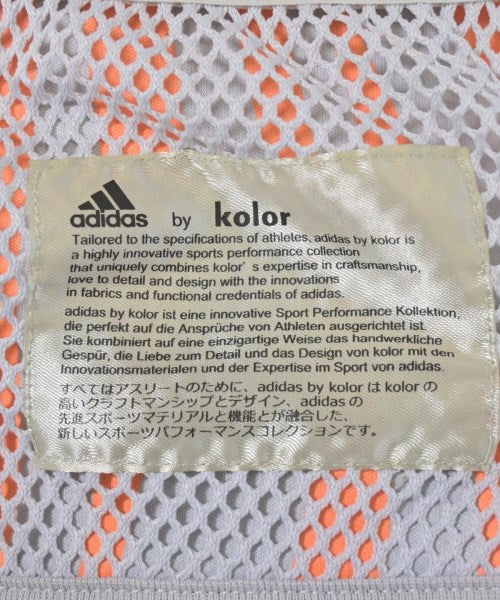 adidas by kolor
Tailored to the specifications of athletes, adidas by kolor is
a highly innovative sports performance collection
that uniquely combines kolor's expertise in craftsmanship,
love to detail and design with the innovations
in fabrics and functional credentials of adidas.
adidas by kolor ist eine innovative Sport Performance Kollektion,
die perfekt auf die Ansprüche von Athleten ausgerichtet ist.
Sie kombiniert auf eine einzigartige Weise das handwerkliche
Gespür, die Liebe zum Detail und das Design von kolor mit den
Innovationsmaterialen und der Expertise im Sport von adidas.
すべてはアスリートのために、adidas by kolor は kolor の
高いクラフトマンシップとデザイン、adidas の
先進スポーツマテリアルと機能とが融合した、
新しいスポーツパフォーマンスコレクションです。